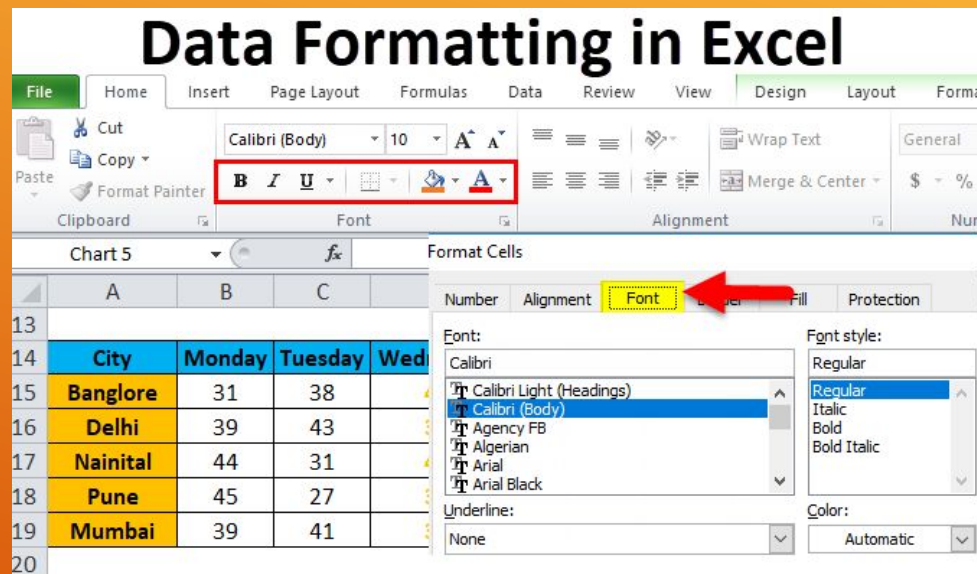 Data Formatting in Excel
File Home Insert Page Layout Formulas Data Review View Design Layout
Cut
Calibri (Body) 10 A A Wrap Text General
Copy
Paste
Format Painter B I U A Merge & Center $ %
Clipboard Font Alignment
Chart 5 fx Format Cells
A B C
Number Alignment Font Fill Protection
13
Font: Font style:
14 City Monday Tuesday
Calibri Regular
15 Banglore 31 38
Calibri Light (Headings) Regular
Calibri (Body) Italic
16 Delhi 39 43
Agency FB Bold
Algerian Bold Italic
17 Nainital 44 31
Arial
Arial Black
18 Pune 45 27
Underline: Color:
19 Mumbai 39 41
None Automatic
20